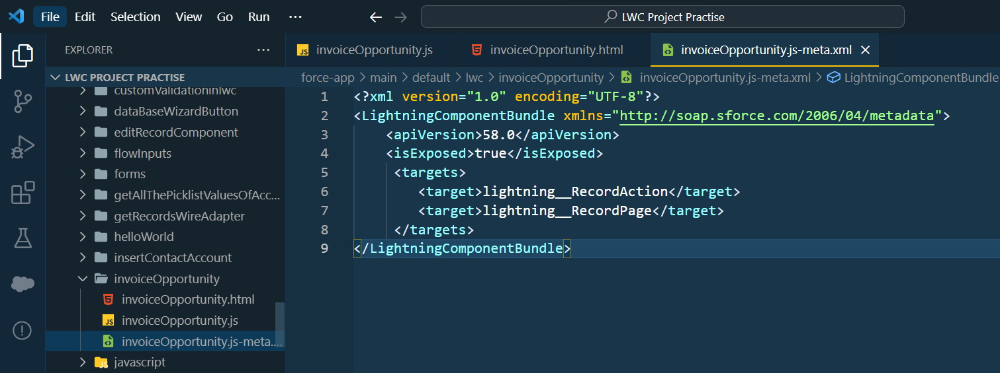 File Edit Selection View Go Run ···
LWC Project Practise
EXPLORER ···
LWC PROJECT PRACTISE
customValidationInlwc
dataBaseWizardButton
editRecordComponent
flowInputs
forms
getAllThePicklistValuesOfAcc...
getRecordsWireAdapter
helloWorld
insertContactAccount
invoiceOpportunity
invoiceOpportunity.html
JS invoiceOpportunity.js
invoiceOpportunity.js-meta....
JS javascript
JS invoiceOpportunity.js
invoiceOpportunity.html
invoiceOpportunity.js-meta.xml
force-app > main > default > lwc > invoiceOpportunity > invoiceOpportunity.js-meta.xml > LightningComponentBundle
1 <?xml version="1.0" encoding="UTF-8"?>
2 <LightningComponentBundle xmlns="http://soap.sforce.com/2006/04/metadata">
3 <apiVersion>58.0</apiVersion>
4 <isExposed>true</isExposed>
5 <targets>
6 <target>lightning__RecordAction</target>
7 <target>lightning__RecordPage</target>
8 </targets>
9 </LightningComponentBundle>